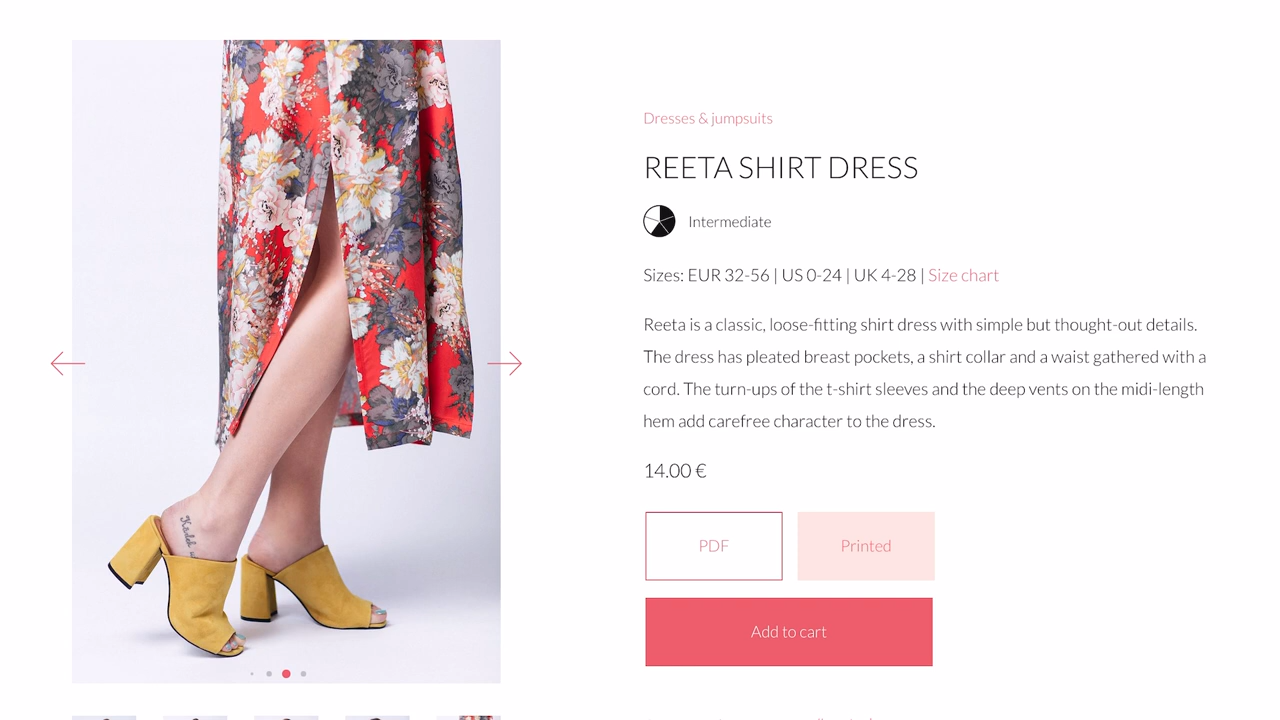 Dresses & jumpsuits
REETA SHIRT DRESS
Intermediate
Sizes: EUR 32-56 | US 0-24 | UK 4-28 | Size chart
Reeta is a classic, loose-fitting shirt dress with simple but thought-out details.
The dress has pleated breast pockets, a shirt collar and a waist gathered with a
cord. The turn-ups of the t-shirt sleeves and the deep vents on the midi-length
hem add carefree character to the dress.
14.00 €
PDF
Printed
Add to cart